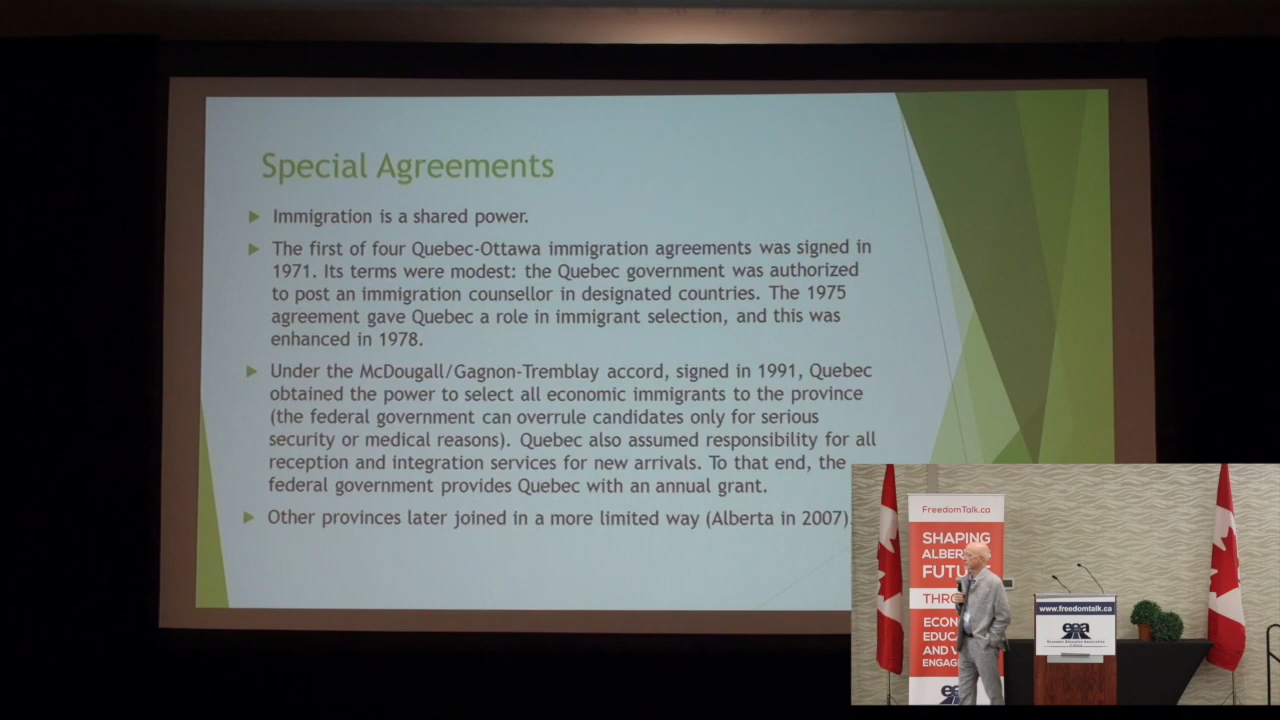 Special Agreements
Immigration is a shared power.
The first of four Quebec-Ottawa immigration agreements was signed in
1971. Its terms were modest: the Quebec government was authorized
to post an immigration counsellor in designated countries. The 1975
agreement gave Quebec a role in immigrant selection, and this was
enhanced in 1978.
Under the McDougall/Gagnon-Tremblay accord, signed in 1991, Quebec
obtained the power to select all economic immigrants to the province
(the federal government can overrule candidates only for serious
security or medical reasons). Quebec also assumed responsibility for all
reception and integration services for new arrivals. To that end, the
federal government provides Quebec with an annual grant.
Other provinces later joined in a more limited way (Alberta in 2007)
FreedomTalk.ca
SHAPING
ALBER
FUT
THRO
ECON
EDUC
AND V
ENGAG
www.freedomtalk.ca
eea
Economic Education Association